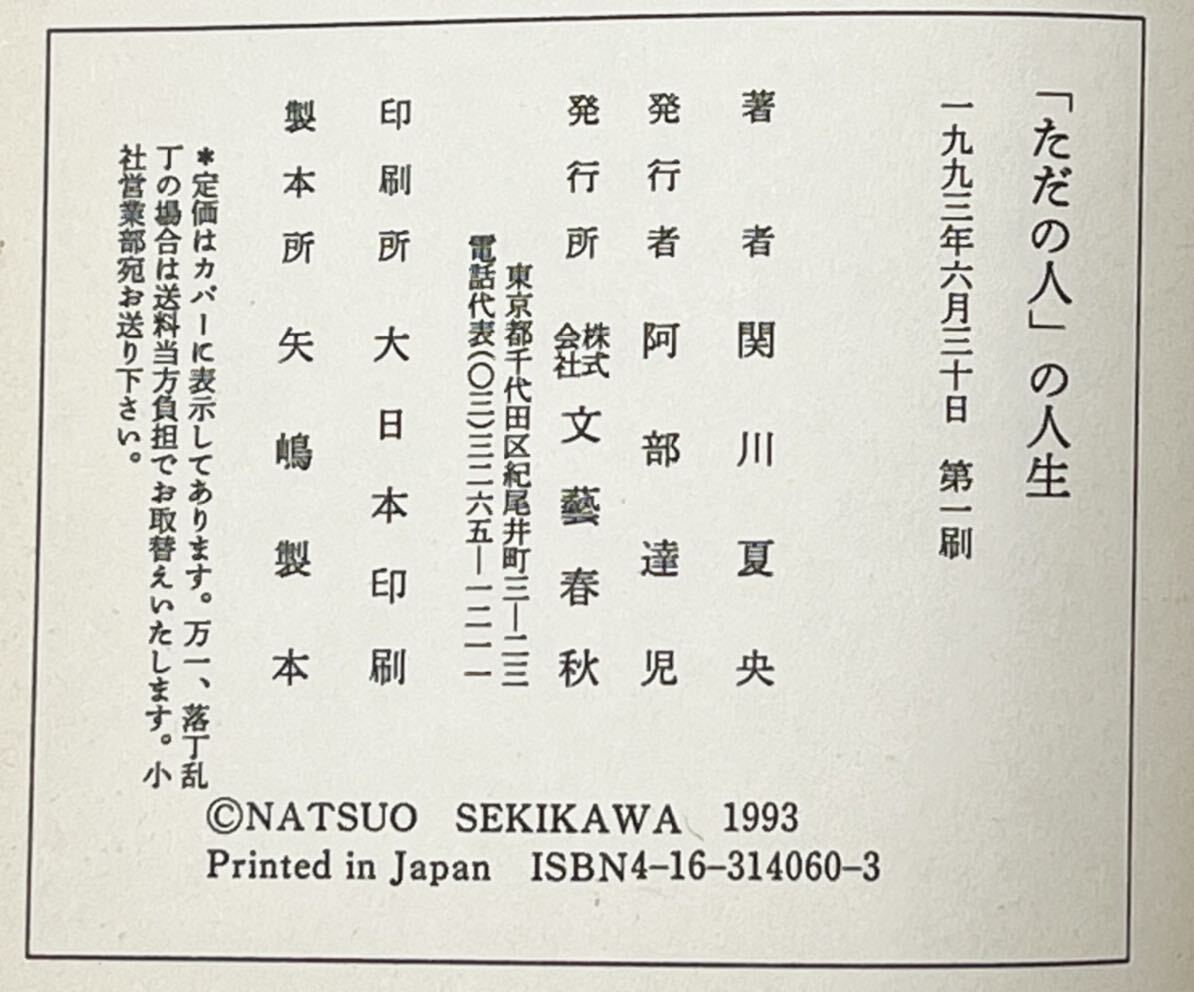 「ただの人」の人生
一九九三年六月三十日　第一刷
著者　関川夏央
発行者　阿部達児
発行所　株式会社文藝春秋
東京都千代田区紀尾井町三―二三
電話代表(〇三)三二六五―一二一一
印刷所　大日本印刷
製本所　矢嶋製本
＊定価はカバーに表示してあります。万一、落丁乱
丁の場合は送料当方負担でお取替えいたします。小
社営業部宛お送り下さい。
©NATSUO　SEKIKAWA　1993
Printed in Japan　ISBN4-16-314060-3